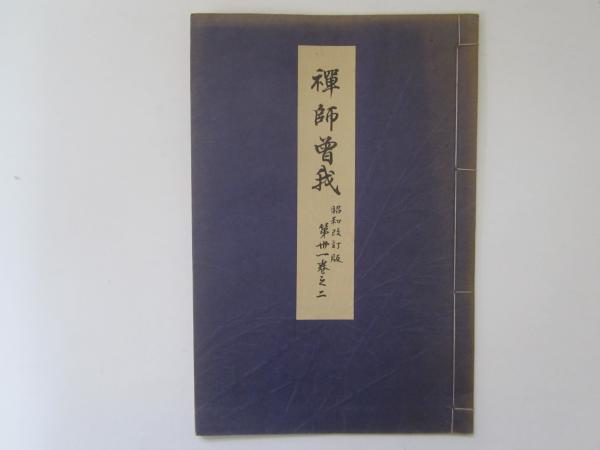 禪師曽我
昭和改訂版
第卅一巻之二